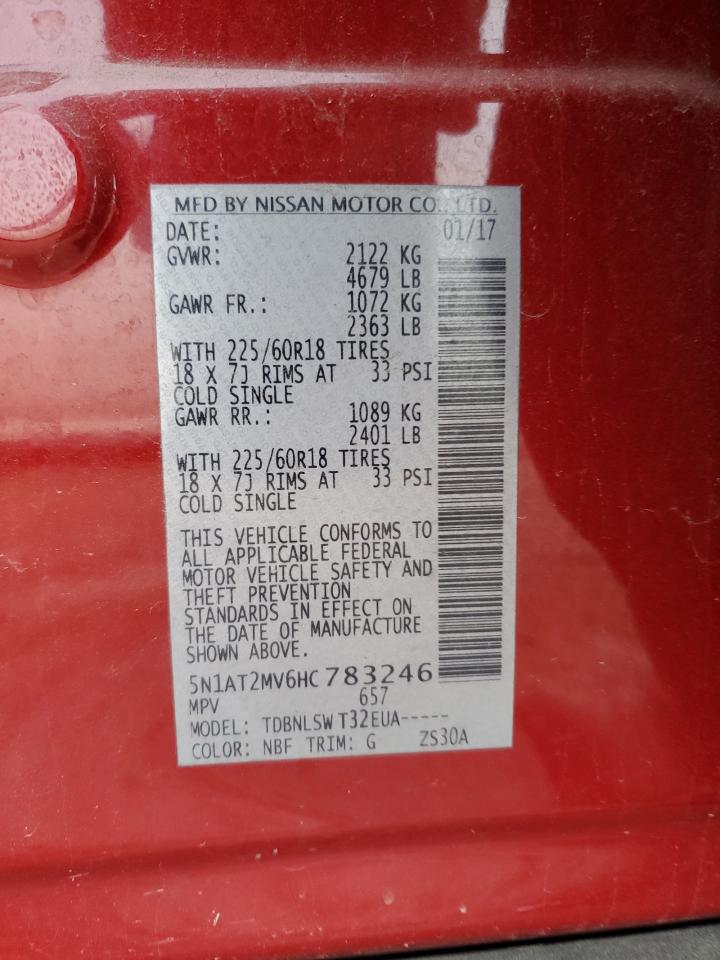 MFD BY NISSAN MOTOR CO., LTD.
DATE: 01/17
GVWR: 2122 KG
4679 LB
GAWR FR.: 1072 KG
2363 LB
WITH 225/60R18 TIRES
18 X 7J RIMS AT 33 PSI
COLD SINGLE
GAWR RR.: 1089 KG
2401 LB
WITH 225/60R18 TIRES
18 X 7J RIMS AT 33 PSI
COLD SINGLE
THIS VEHICLE CONFORMS TO
ALL APPLICABLE FEDERAL
MOTOR VEHICLE SAFETY AND
THEFT PREVENTION
STANDARDS IN EFFECT ON
THE DATE OF MANUFACTURE
SHOWN ABOVE.
5N1AT2MV6HC783246
MPV 657
MODEL: TDBNLSW T32EUA-----
COLOR: NBF TRIM: G ZS30A